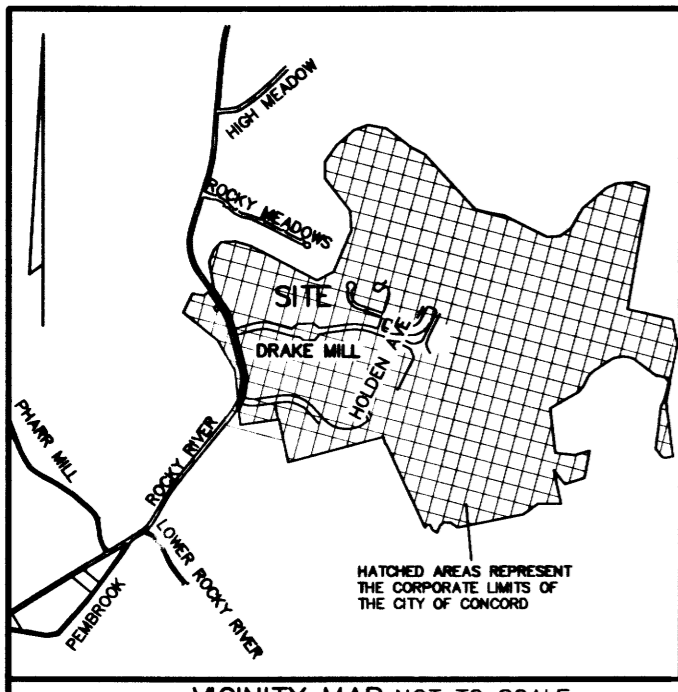 HIGH MEADOW
ROCKY MEADOWS
SITE
DRAKE MILL
HOLDEN AVE
PHARR MILL
ROCKY RIVER
LOWER ROCKY RIVER
PEMBROOK
HATCHED AREAS REPRESENT
THE CORPORATE LIMITS OF
THE CITY OF CONCORD
VICINITY MAP NOT TO SCALE